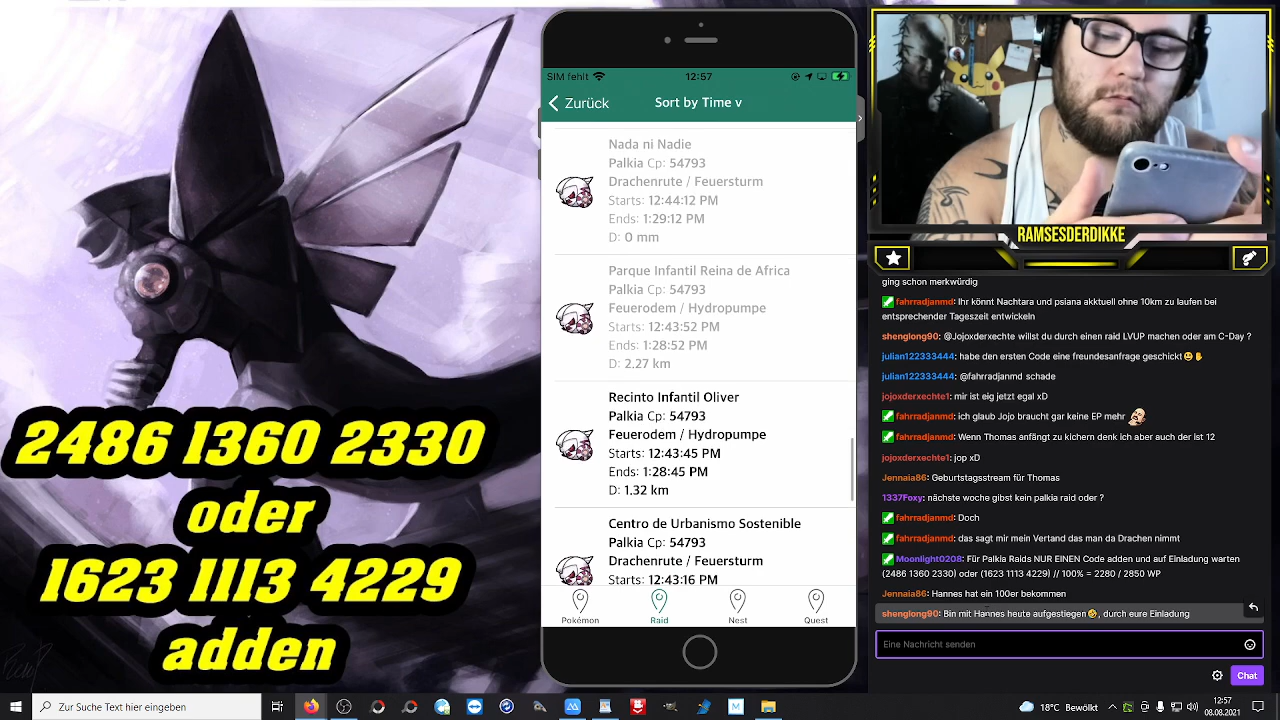 SIM fehlt
12:57
Zurück
Sort by Time v
Nada ni Nadie
Palkia Cp: 54793
Drachenrute / Feuersturm
Starts: 12:44:12 PM
Ends: 1:29:12 PM
D: 0 mm
Parque Infantil Reina de Africa
Palkia Cp: 54793
Feuerodem / Hydropumpe
Starts: 12:43:52 PM
Ends: 1:28:52 PM
D: 2,27 km
Recinto Infantil Oliver
Palkia Cp: 54793
Feuerodem / Hydropumpe
Starts: 12:43:45 PM
Ends: 1:28:45 PM
D: 1,32 km
Centro de Urbanismo Sostenible
Palkia Cp: 54793
Drachenrute / Feuersturm
Starts: 12:43:16 PM
Pokémon
Raid
Nest
Quest
2486 1360 2330
oder
1623 1113 4229
adden
RAMSESDERDIKKE
ging schon merkwürdig
fahrradjanmd: Ihr könnt Nachtara und psiana akktuell ohne 10km zu laufen bei
entsprechender Tageszeit entwickeln
shenglong90: @Jojoxderxechte willst du durch einen raid LVUP machen oder am C-Day ?
julian122333444: habe den ersten Code eine freundesanfrage geschickt😀✋
julian122333444: @fahrradjanmd schade
jojoxderxechte1: mir ist eig jetzt egal xD
fahrradjanmd: ich glaub Jojo braucht gar keine EP mehr
fahrradjanmd: Wenn Thomas anfängt zu kichern denk ich aber auch der ist 12
jojoxderxechte1: jop xD
Jennaia86: Geburtstagsstream für Thomas
1337Foxy: nächste woche gibst kein palkia raid oder ?
fahrradjanmd: Doch
fahrradjanmd: das sagt mir mein Vertand das man da Drachen nimmt
Moonlight0208: Für Palkia Raids NUR EINEN Code adden und auf Einladung warten
(2486 1360 2330) oder (1623 1113 4229) // 100% = 2280 / 2850 WP
Jennaia86: Hannes hat ein 100er bekommen
shenglong90: Bin mit Hannes heute aufgestiegen🤣, durch eure Einladung
Eine Nachricht senden
Chat
Zur Suche Text hier eingeben
18°C
12:57
08.08.2021